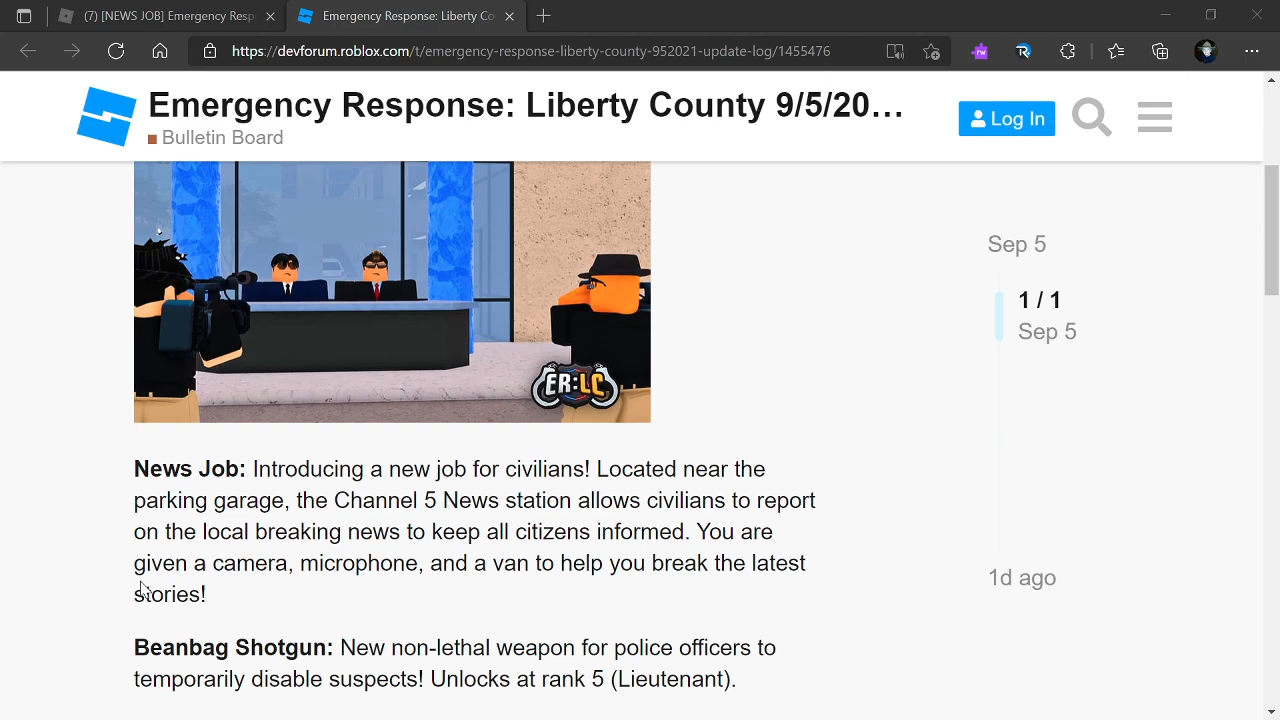 (7) [NEWS JOB] Emergency Resp
Emergency Response: Liberty Co
https://devforum.roblox.com/t/emergency-response-liberty-county-952021-update-log/1455476
Emergency Response: Liberty County 9/5/20...
Bulletin Board
Log In
Sep 5
1 / 1
Sep 5
1d ago
ER:LC
News Job: Introducing a new job for civilians! Located near the
parking garage, the Channel 5 News station allows civilians to report
on the local breaking news to keep all citizens informed. You are
given a camera, microphone, and a van to help you break the latest
stories!
Beanbag Shotgun: New non-lethal weapon for police officers to
temporarily disable suspects! Unlocks at rank 5 (Lieutenant).